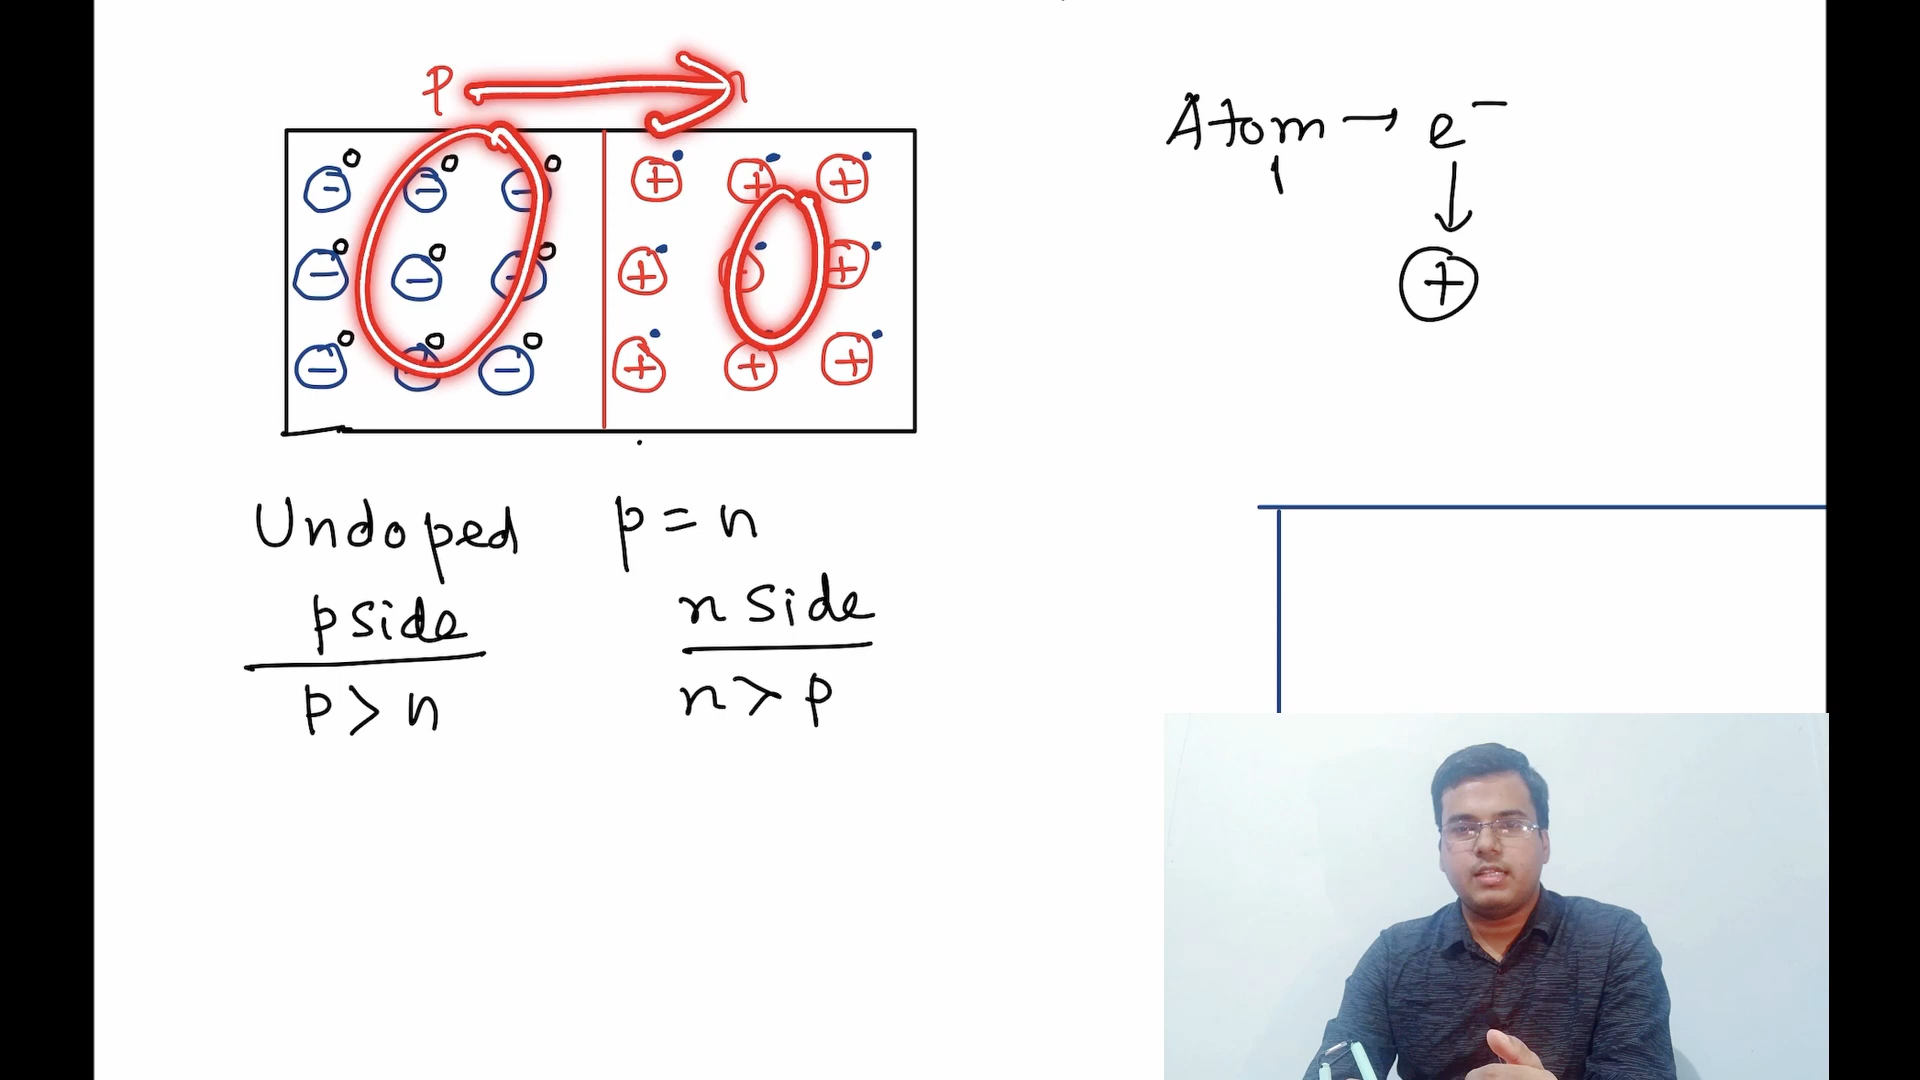 p n
⊖ ⊖ ⊖ ⊕ ⊕ ⊕
⊖ ⊖ ⊖ ⊕ ⊕ ⊕
⊖ ⊖ ⊖ ⊕ ⊕ ⊕
Undoped p = n
p side n side
p > n n > p
Atom → e⁻
↓
⊕